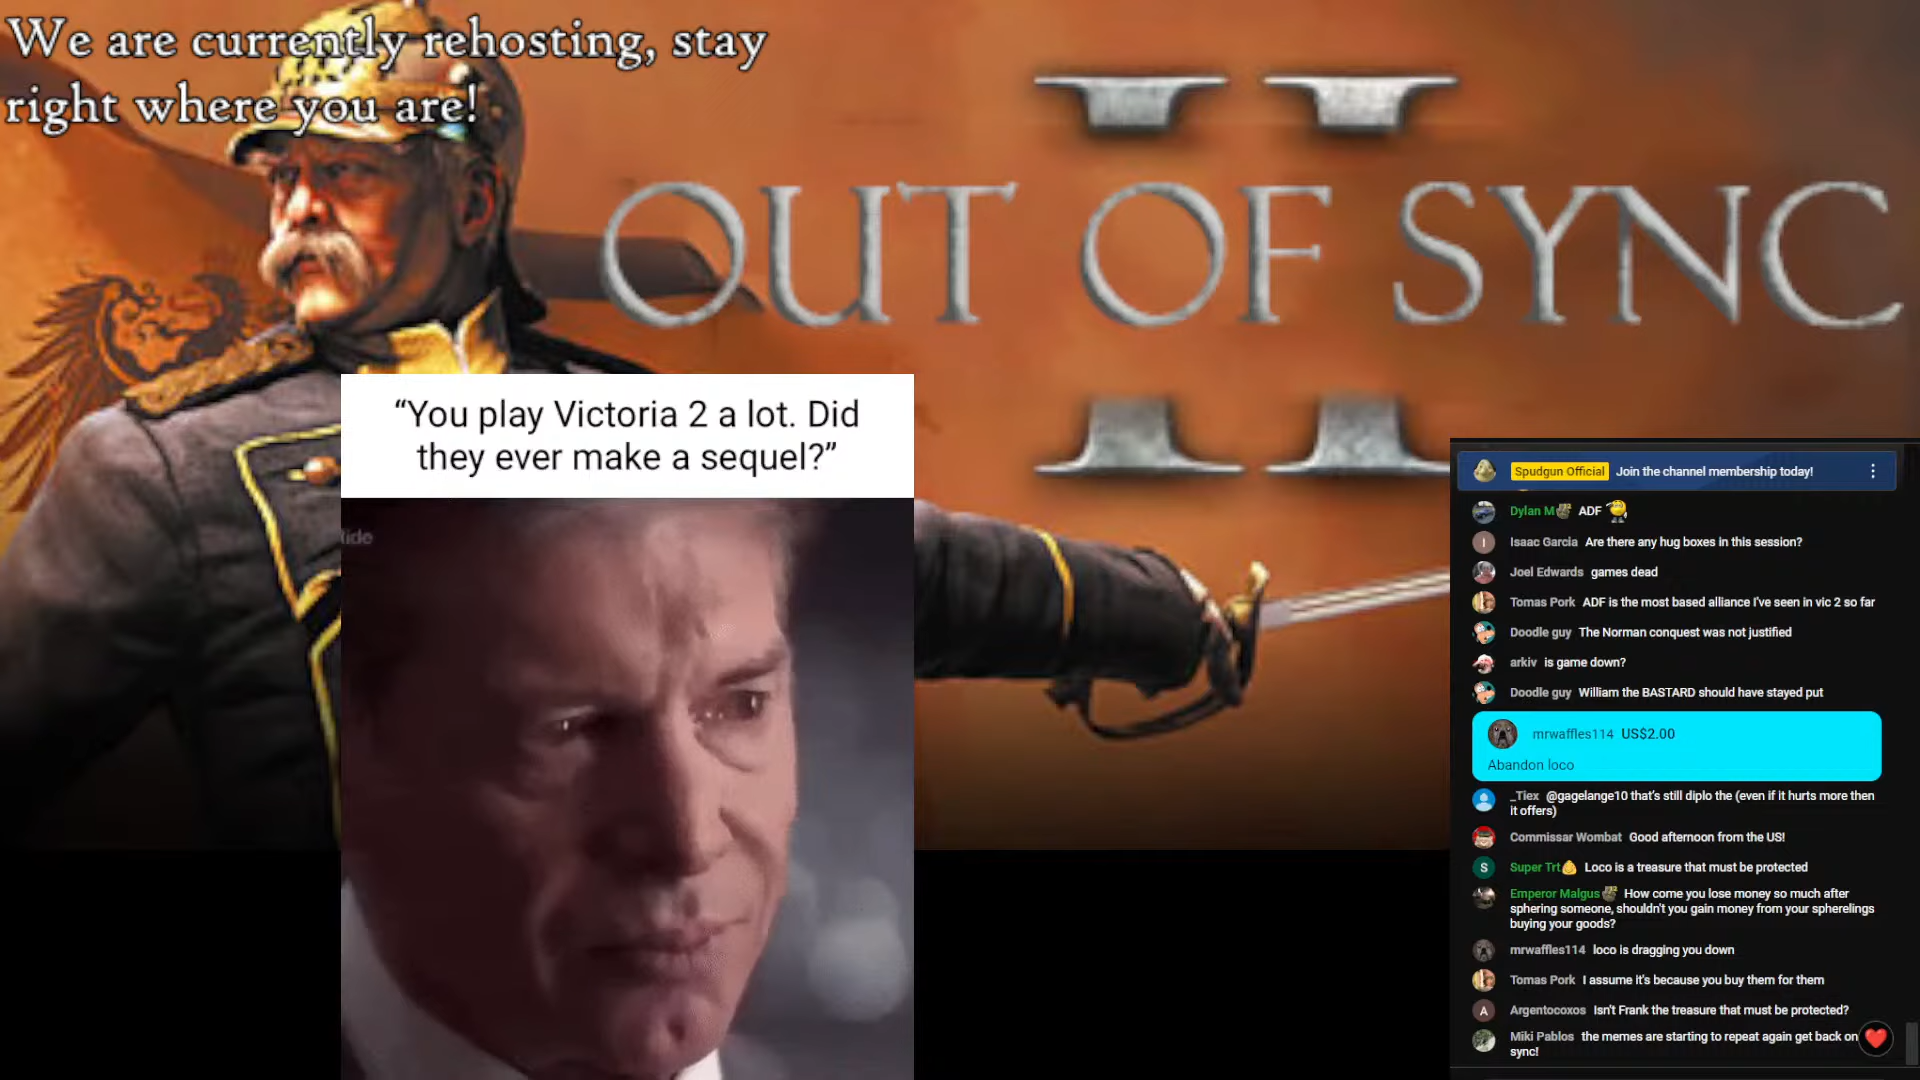 We are currently rehosting, stay
right where you are!
II
OUT OF SYNC
“You play Victoria 2 a lot. Did
they ever make a sequel?”
Spudgun Official Join the channel membership today!
Dylan M ADF
Isaac Garcia Are there any hug boxes in this session?
Joel Edwards games dead
Tomas Pork ADF is the most based alliance I've seen in vic 2 so far
Doodle guy The Norman conquest was not justified
arkiv is game down?
Doodle guy William the BASTARD should have stayed put
mrwaffles114 US$2.00
Abandon loco
_Tiex @gagelange10 that's still diplo the (even if it hurts more then
it offers)
Commissar Wombat Good afternoon from the US!
S Super Trt Loco is a treasure that must be protected
Emperor Malgus How come you lose money so much after
sphering someone, shouldn't you gain money from your spherelings
buying your goods?
mrwaffles114 loco is dragging you down
Tomas Pork I assume it's because you buy them for them
A Argentocoxos Isn't Frank the treasure that must be protected?
Miki Pablos the memes are starting to repeat again get back on
sync!